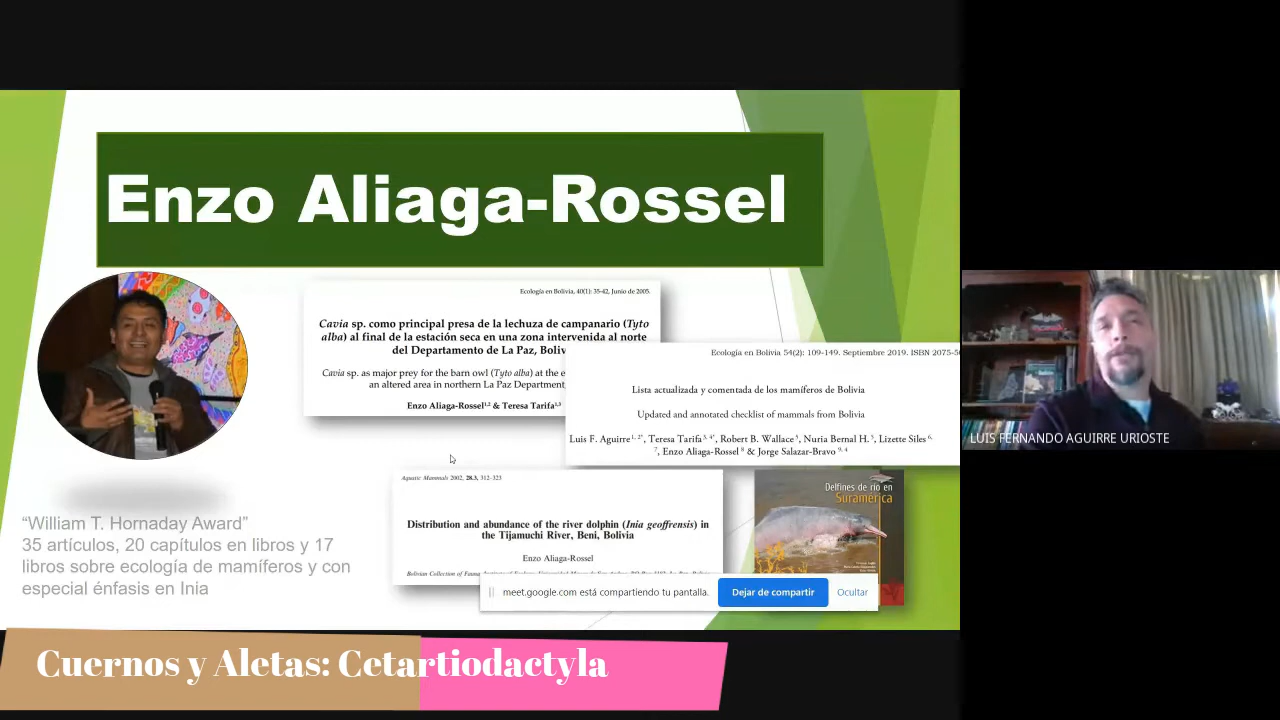 Enzo Aliaga-Rossel
Ecología en Bolivia, 40(1): 35-42, Junio de 2005.
Cavia sp. como principal presa de la lechuza de campanario (Tyto
alba) al final de la estación seca en una zona intervenida al norte
del Departamento de La Paz,
Cavia sp. as major prey for the barn owl (Tyto alba) at the
an altered area in northern La Paz Department
Enzo Aliaga-Rossel1,2 & Teresa Tarifa1,3
Ecología en Bolivia 54(2): 109-149. Septiembre 2019. ISBN 2075-50
Lista actualizada y comentada de los mamíferos de Bolivia
Updated and annotated checklist of mammals from Bolivia
Luis F. Aguirre1, 2*, Teresa Tarifa3, 4*, Robert B. Wallace5, Nuria Bernal H.5, Lizette Siles6,
7, Enzo Aliaga-Rossel8 & Jorge Salazar-Bravo9, 4
Aquatic Mammals 2002, 28.3, 312–323
Distribution and abundance of the river dolphin (Inia geoffrensis) in
the Tijamuchi River, Beni, Bolivia
Enzo Aliaga-Rossel
Bolivian Collection of Fauna
Delfines de río en
Suramérica
“William T. Hornaday Award”
35 artículos, 20 capítulos en libros y 17
libros sobre ecología de mamíferos y con
especial énfasis en Inia
meet.google.com está compartiendo tu pantalla.
Dejar de compartir
Ocultar
LUIS FERNANDO AGUIRRE URIOSTE
Cuernos y Aletas: Cetartiodactyla